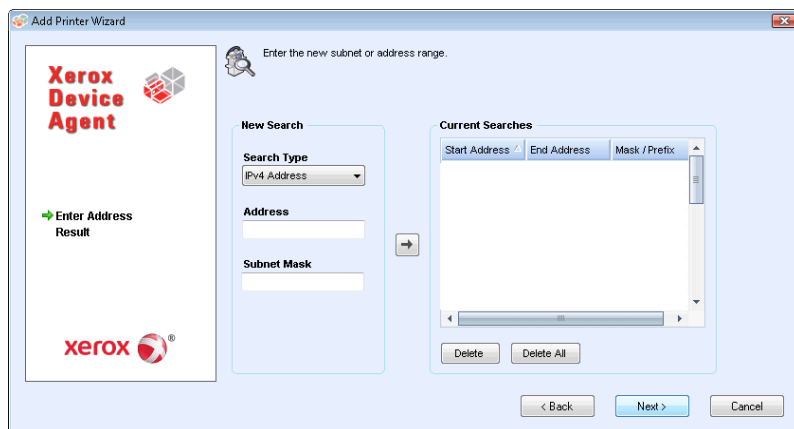 Add Printer Wizard
Enter the new subnet or address range.
Xerox
Device
Agent
Enter Address
Result
xerox ®
New Search
Search Type
IPv4 Address
Address
Subnet Mask
Current Searches
Start Address End Address Mask / Prefix
Delete Delete All
< Back Next > Cancel